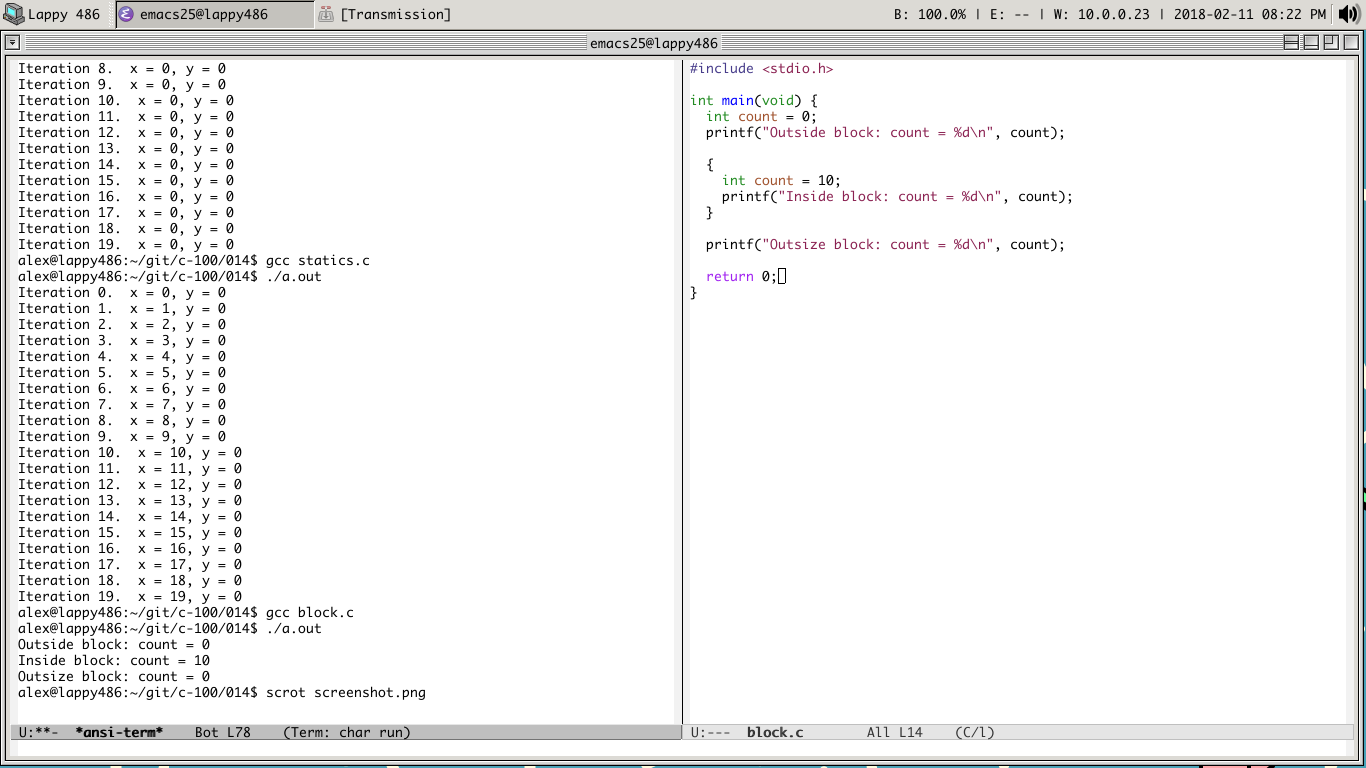 Lappy 486 emacs25@lappy486 [Transmission] B: 100.0% | E: -- | W: 10.0.0.23 | 2018-02-11 08:22 PM
emacs25@lappy486
Iteration 8.  x = 0, y = 0
Iteration 9.  x = 0, y = 0
Iteration 10.  x = 0, y = 0
Iteration 11.  x = 0, y = 0
Iteration 12.  x = 0, y = 0
Iteration 13.  x = 0, y = 0
Iteration 14.  x = 0, y = 0
Iteration 15.  x = 0, y = 0
Iteration 16.  x = 0, y = 0
Iteration 17.  x = 0, y = 0
Iteration 18.  x = 0, y = 0
Iteration 19.  x = 0, y = 0
alex@lappy486:~/git/c-100/014$ gcc statics.c
alex@lappy486:~/git/c-100/014$ ./a.out
Iteration 0.  x = 0, y = 0
Iteration 1.  x = 1, y = 0
Iteration 2.  x = 2, y = 0
Iteration 3.  x = 3, y = 0
Iteration 4.  x = 4, y = 0
Iteration 5.  x = 5, y = 0
Iteration 6.  x = 6, y = 0
Iteration 7.  x = 7, y = 0
Iteration 8.  x = 8, y = 0
Iteration 9.  x = 9, y = 0
Iteration 10.  x = 10, y = 0
Iteration 11.  x = 11, y = 0
Iteration 12.  x = 12, y = 0
Iteration 13.  x = 13, y = 0
Iteration 14.  x = 14, y = 0
Iteration 15.  x = 15, y = 0
Iteration 16.  x = 16, y = 0
Iteration 17.  x = 17, y = 0
Iteration 18.  x = 18, y = 0
Iteration 19.  x = 19, y = 0
alex@lappy486:~/git/c-100/014$ gcc block.c
alex@lappy486:~/git/c-100/014$ ./a.out
Outside block: count = 0
Inside block: count = 10
Outsize block: count = 0
alex@lappy486:~/git/c-100/014$ scrot screenshot.png
U:**-  *ansi-term*    Bot L78    (Term: char run)
#include <stdio.h>
int main(void) {
  int count = 0;
  printf("Outside block: count = %d\n", count);
  {
    int count = 10;
    printf("Inside block: count = %d\n", count);
  }
  printf("Outsize block: count = %d\n", count);
  return 0;
}
U:---  block.c        All L14    (C/l)